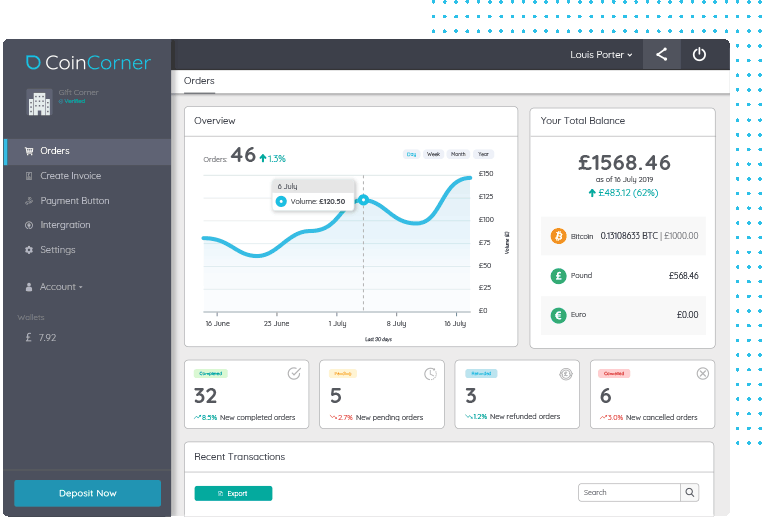 CoinCorner
Gift Corner
Verified
Orders
Create Invoice
Payment Button
Intergration
Settings
Account
Wallets
£ 7.92
Deposit Now
Louis Porter
Orders
Overview
Orders: 46 1.3%
Day Week Month Year
6 July
Volume: £120.50
£150
£125
£100
£75
£50
£25
£0
Volume (£)
16 June 23 June 1 July 8 July 16 July
Last 30 days
Your Total Balance
£1568.46
as of 16 July 2019
£483.12 (62%)
Bitcoin 0.13108633 BTC | £1000.00
Pound £568.46
Euro £0.00
Completed
32
8.5% New completed orders
Pending
5
2.7% New pending orders
Refunded
3
1.2% New refunded orders
Cancelled
6
3.0% New cancelled orders
Recent Transactions
Export
Search